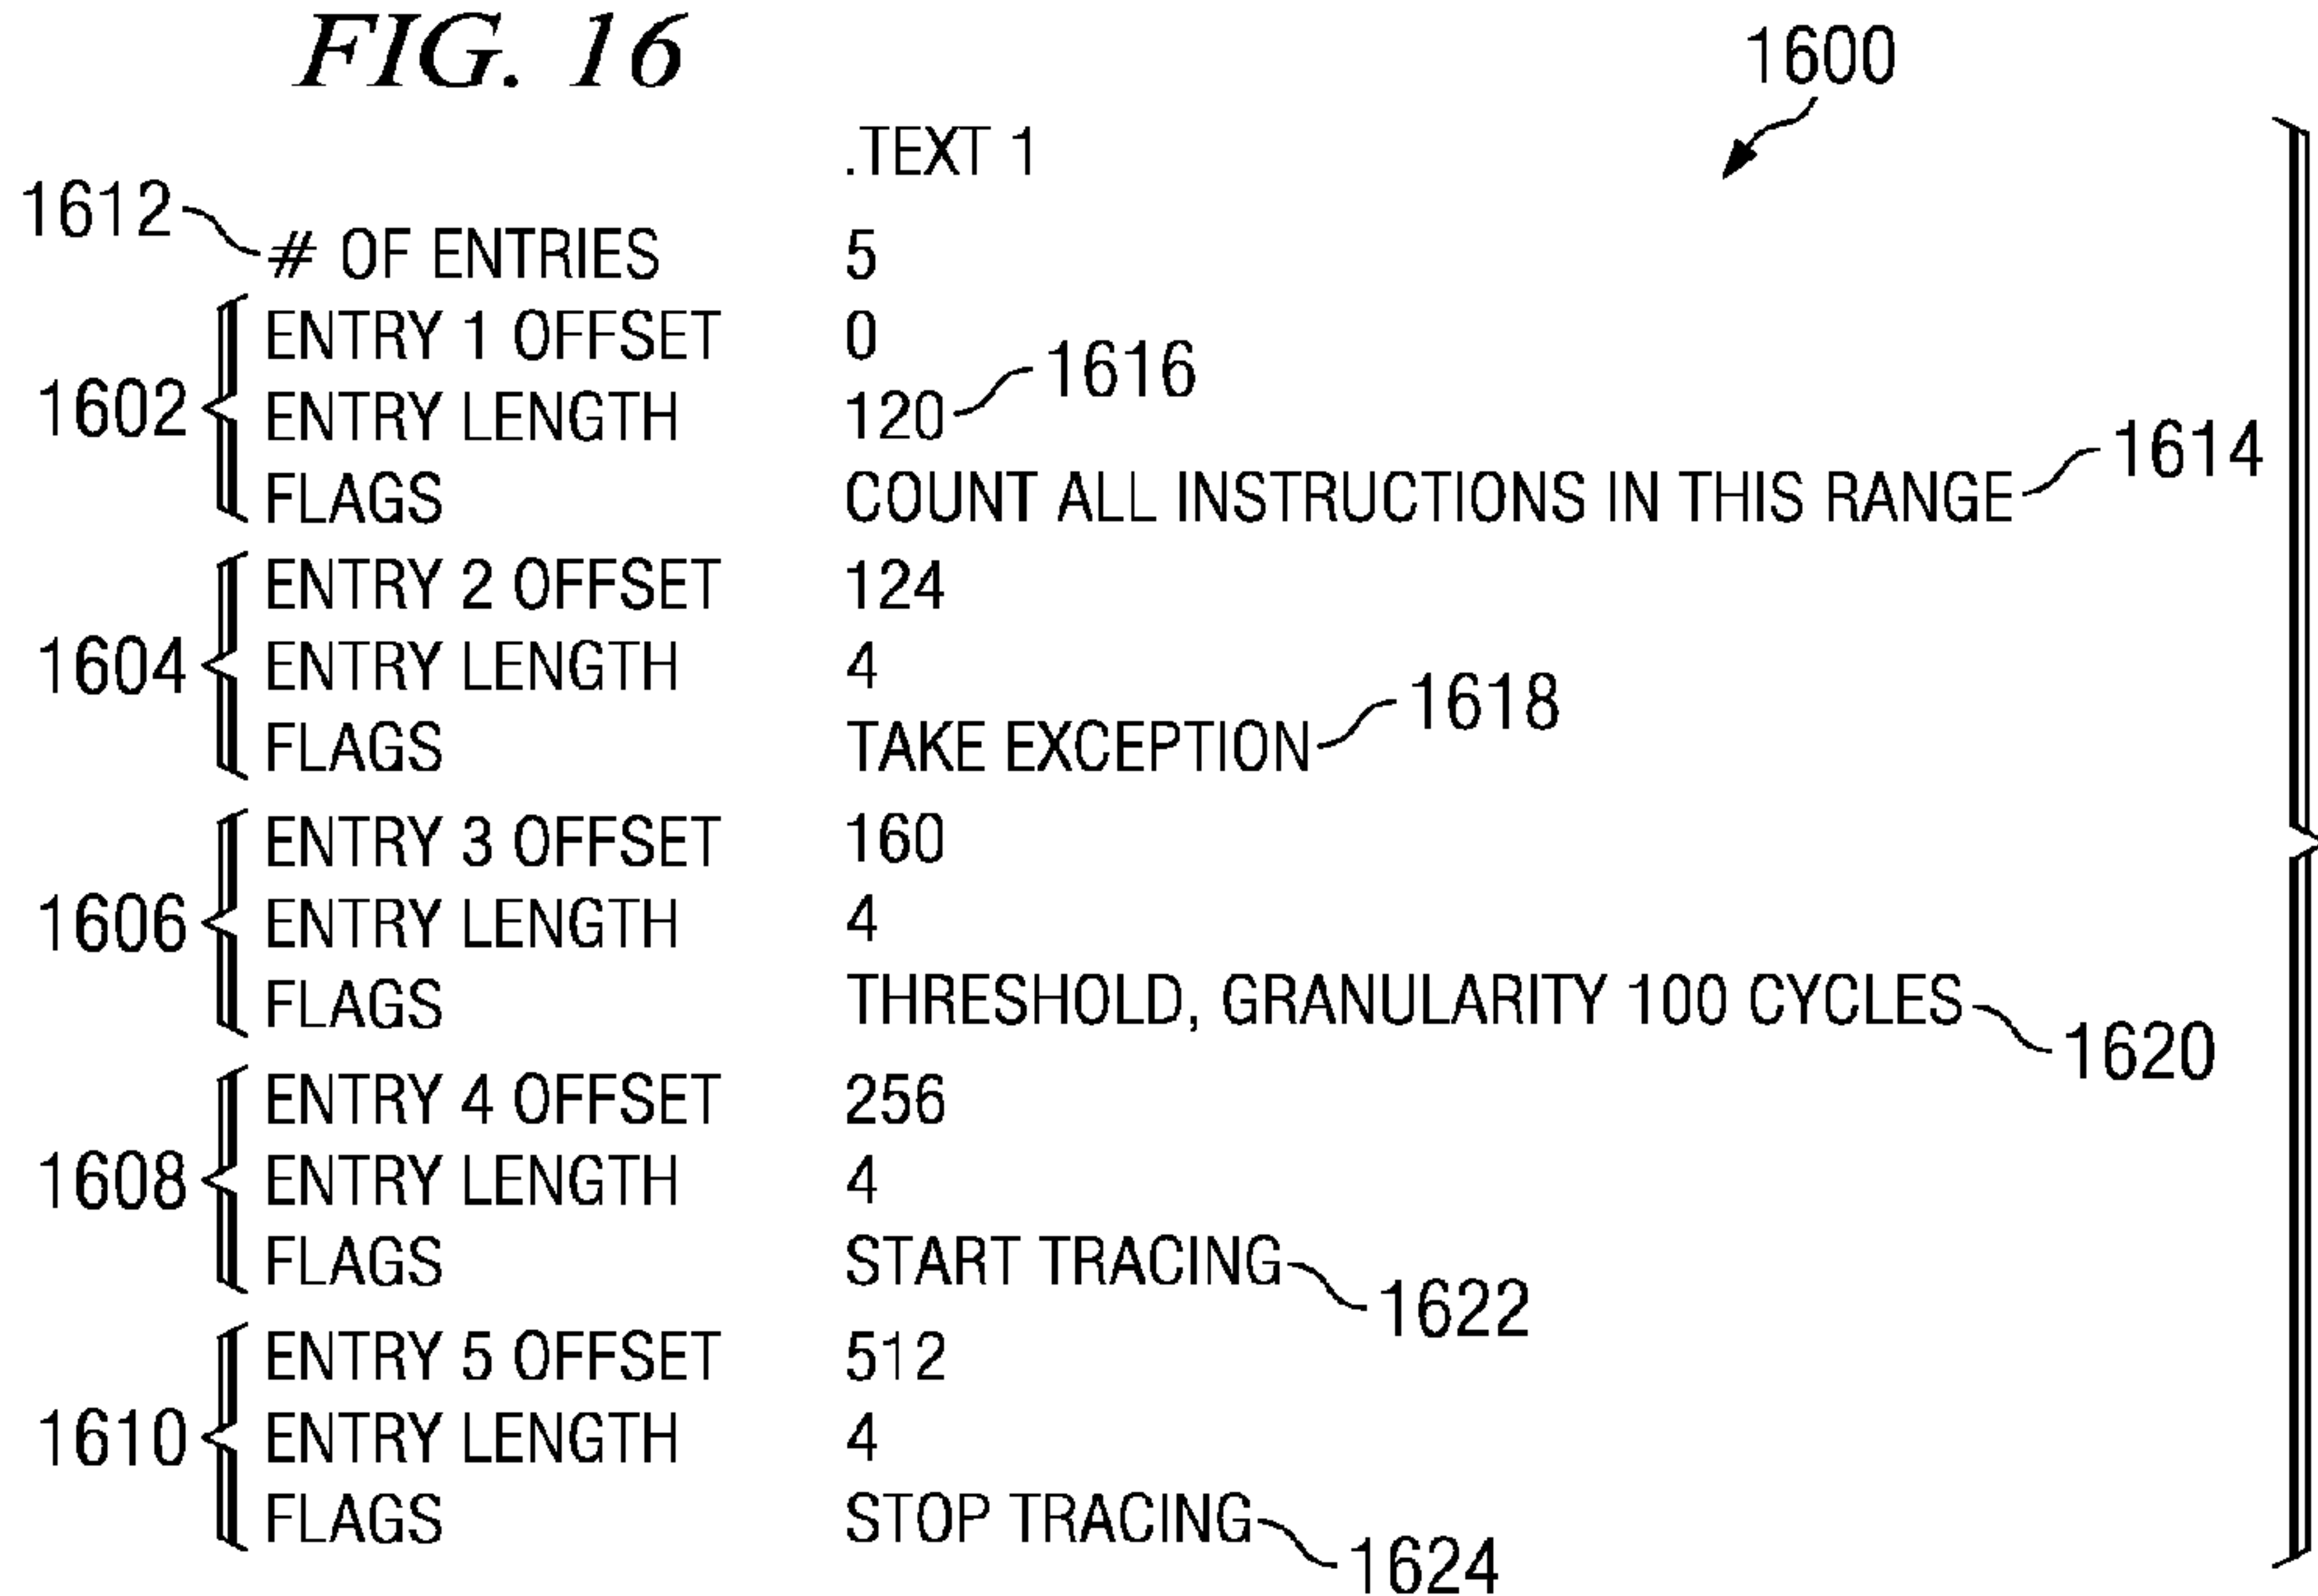 FIG. 16
1600
.TEXT 1
1612 # OF ENTRIES 5
ENTRY 1 OFFSET 0
1602 ENTRY LENGTH 120 1616
FLAGS COUNT ALL INSTRUCTIONS IN THIS RANGE 1614
ENTRY 2 OFFSET 124
1604 ENTRY LENGTH 4
FLAGS TAKE EXCEPTION 1618
ENTRY 3 OFFSET 160
1606 ENTRY LENGTH 4
FLAGS THRESHOLD, GRANULARITY 100 CYCLES 1620
ENTRY 4 OFFSET 256
1608 ENTRY LENGTH 4
FLAGS START TRACING 1622
ENTRY 5 OFFSET 512
1610 ENTRY LENGTH 4
FLAGS STOP TRACING 1624